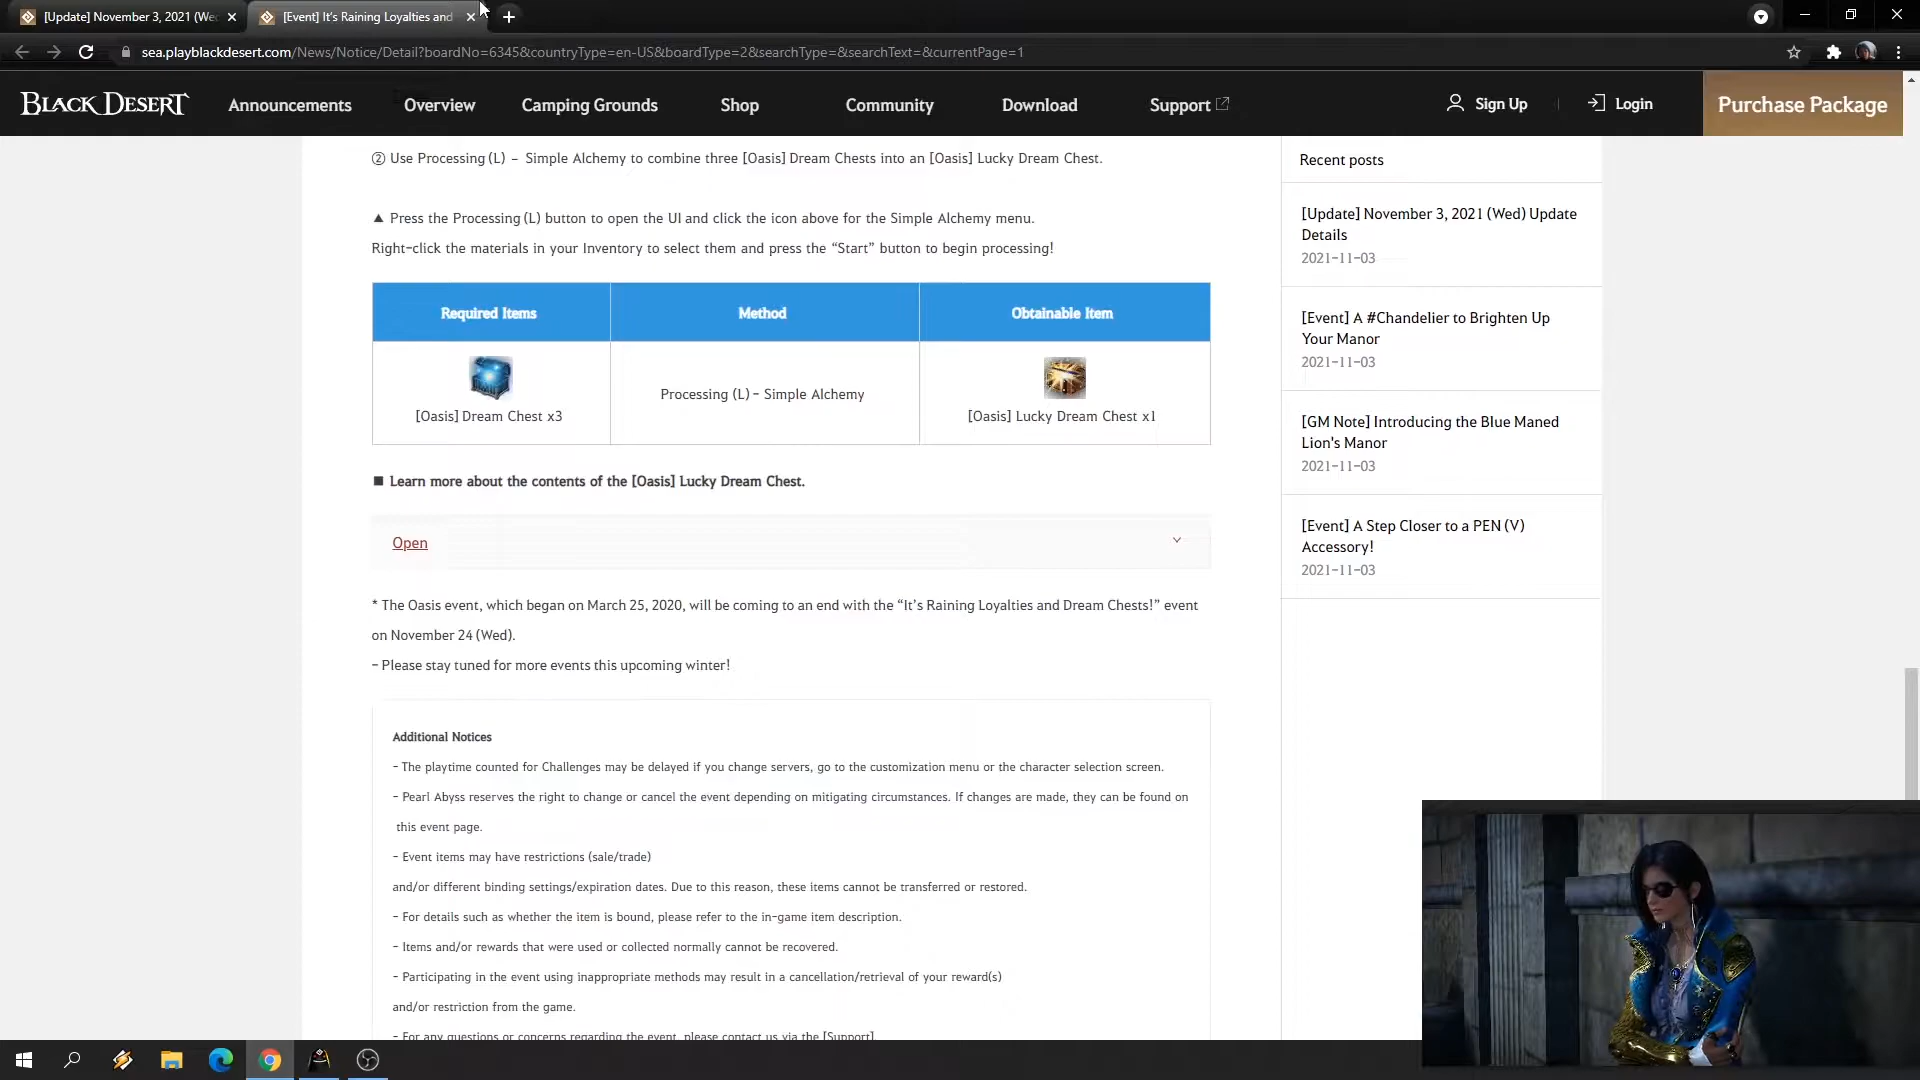 [Update] November 3, 2021 (We
[Event] It's Raining Loyalties and
sea.playblackdesert.com/News/Notice/Detail?boardNo=6345&countryType=en-US&boardType=2&searchType=&searchText=&currentPage=1
BLACK DESERT
Announcements
Overview
Camping Grounds
Shop
Community
Download
Support
Sign Up
Login
Purchase Package
② Use Processing (L) – Simple Alchemy to combine three [Oasis] Dream Chests into an [Oasis] Lucky Dream Chest.
▲ Press the Processing (L) button to open the UI and click the icon above for the Simple Alchemy menu.
Right-click the materials in your Inventory to select them and press the “Start” button to begin processing!
Required Items
Method
Obtainable Item
[Oasis] Dream Chest x3
Processing (L) - Simple Alchemy
[Oasis] Lucky Dream Chest x1
■ Learn more about the contents of the [Oasis] Lucky Dream Chest.
Open
* The Oasis event, which began on March 25, 2020, will be coming to an end with the “It’s Raining Loyalties and Dream Chests!” event
on November 24 (Wed).
- Please stay tuned for more events this upcoming winter!
Additional Notices
- The playtime counted for Challenges may be delayed if you change servers, go to the customization menu or the character selection screen.
- Pearl Abyss reserves the right to change or cancel the event depending on mitigating circumstances. If changes are made, they can be found on
this event page.
- Event items may have restrictions (sale/trade)
and/or different binding settings/expiration dates. Due to this reason, these items cannot be transferred or restored.
- For details such as whether the item is bound, please refer to the in-game item description.
- Items and/or rewards that were used or collected normally cannot be recovered.
- Participating in the event using inappropriate methods may result in a cancellation/retrieval of your reward(s)
and/or restriction from the game.
- For any questions or concerns regarding the event, please contact us via the [Support].
Recent posts
[Update] November 3, 2021 (Wed) Update
Details
2021-11-03
[Event] A #Chandelier to Brighten Up
Your Manor
2021-11-03
[GM Note] Introducing the Blue Maned
Lion's Manor
2021-11-03
[Event] A Step Closer to a PEN (V)
Accessory!
2021-11-03